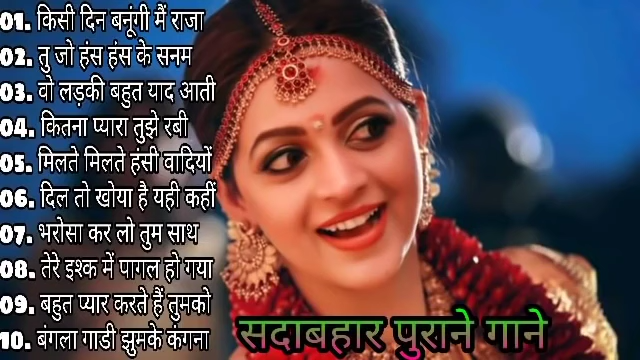 01. किसी दिन बनूंगी मैं राजा
02. तु जो हंस हंस के सनम
03. वो लड़की बहुत याद आती
04. कितना प्यारा तुझे रबी
05. मिलते मिलते हंसी वादियों
06. दिल तो खोया है यही कहीं
07. भरोसा कर लो तुम साथ
08. तेरे इश्क में पागल हो गया
09. बहुत प्यार करते हैं तुमको
10. बंगला गाडी झुमके कंगना
सदाबहार पुराने गाने